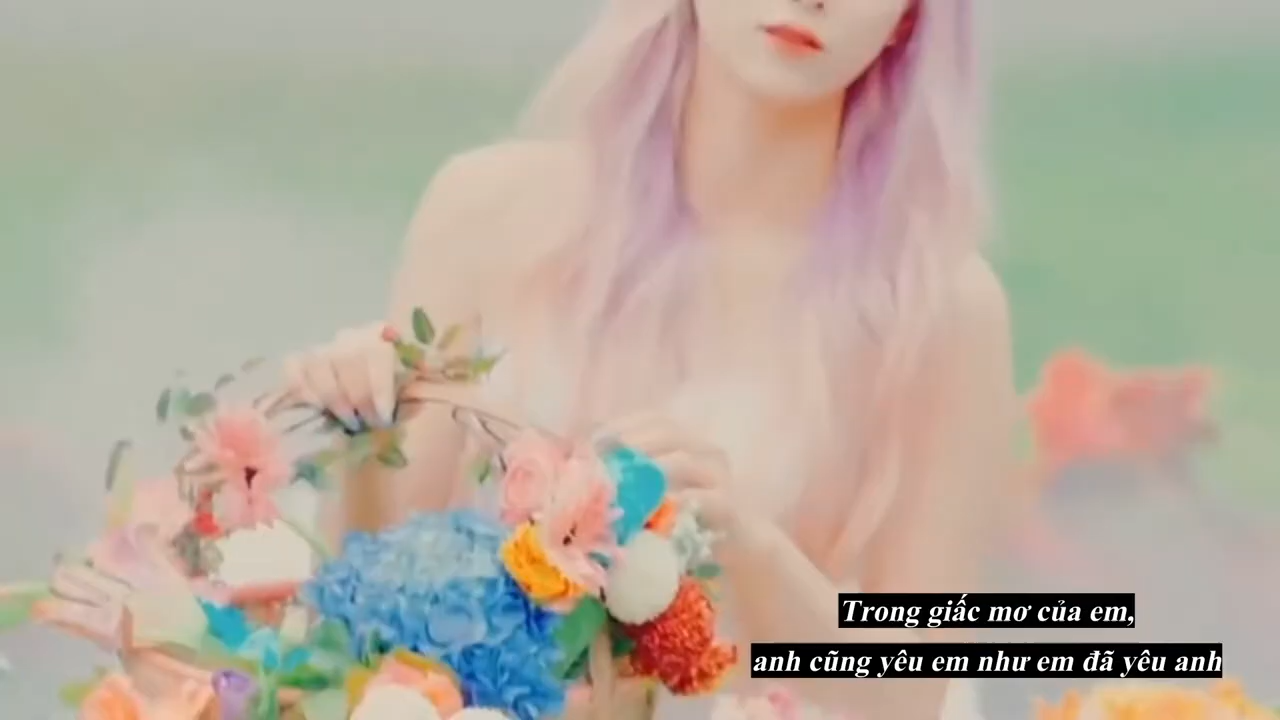 Trong giấc mơ của em,
anh cũng yêu em như em đã yêu anh